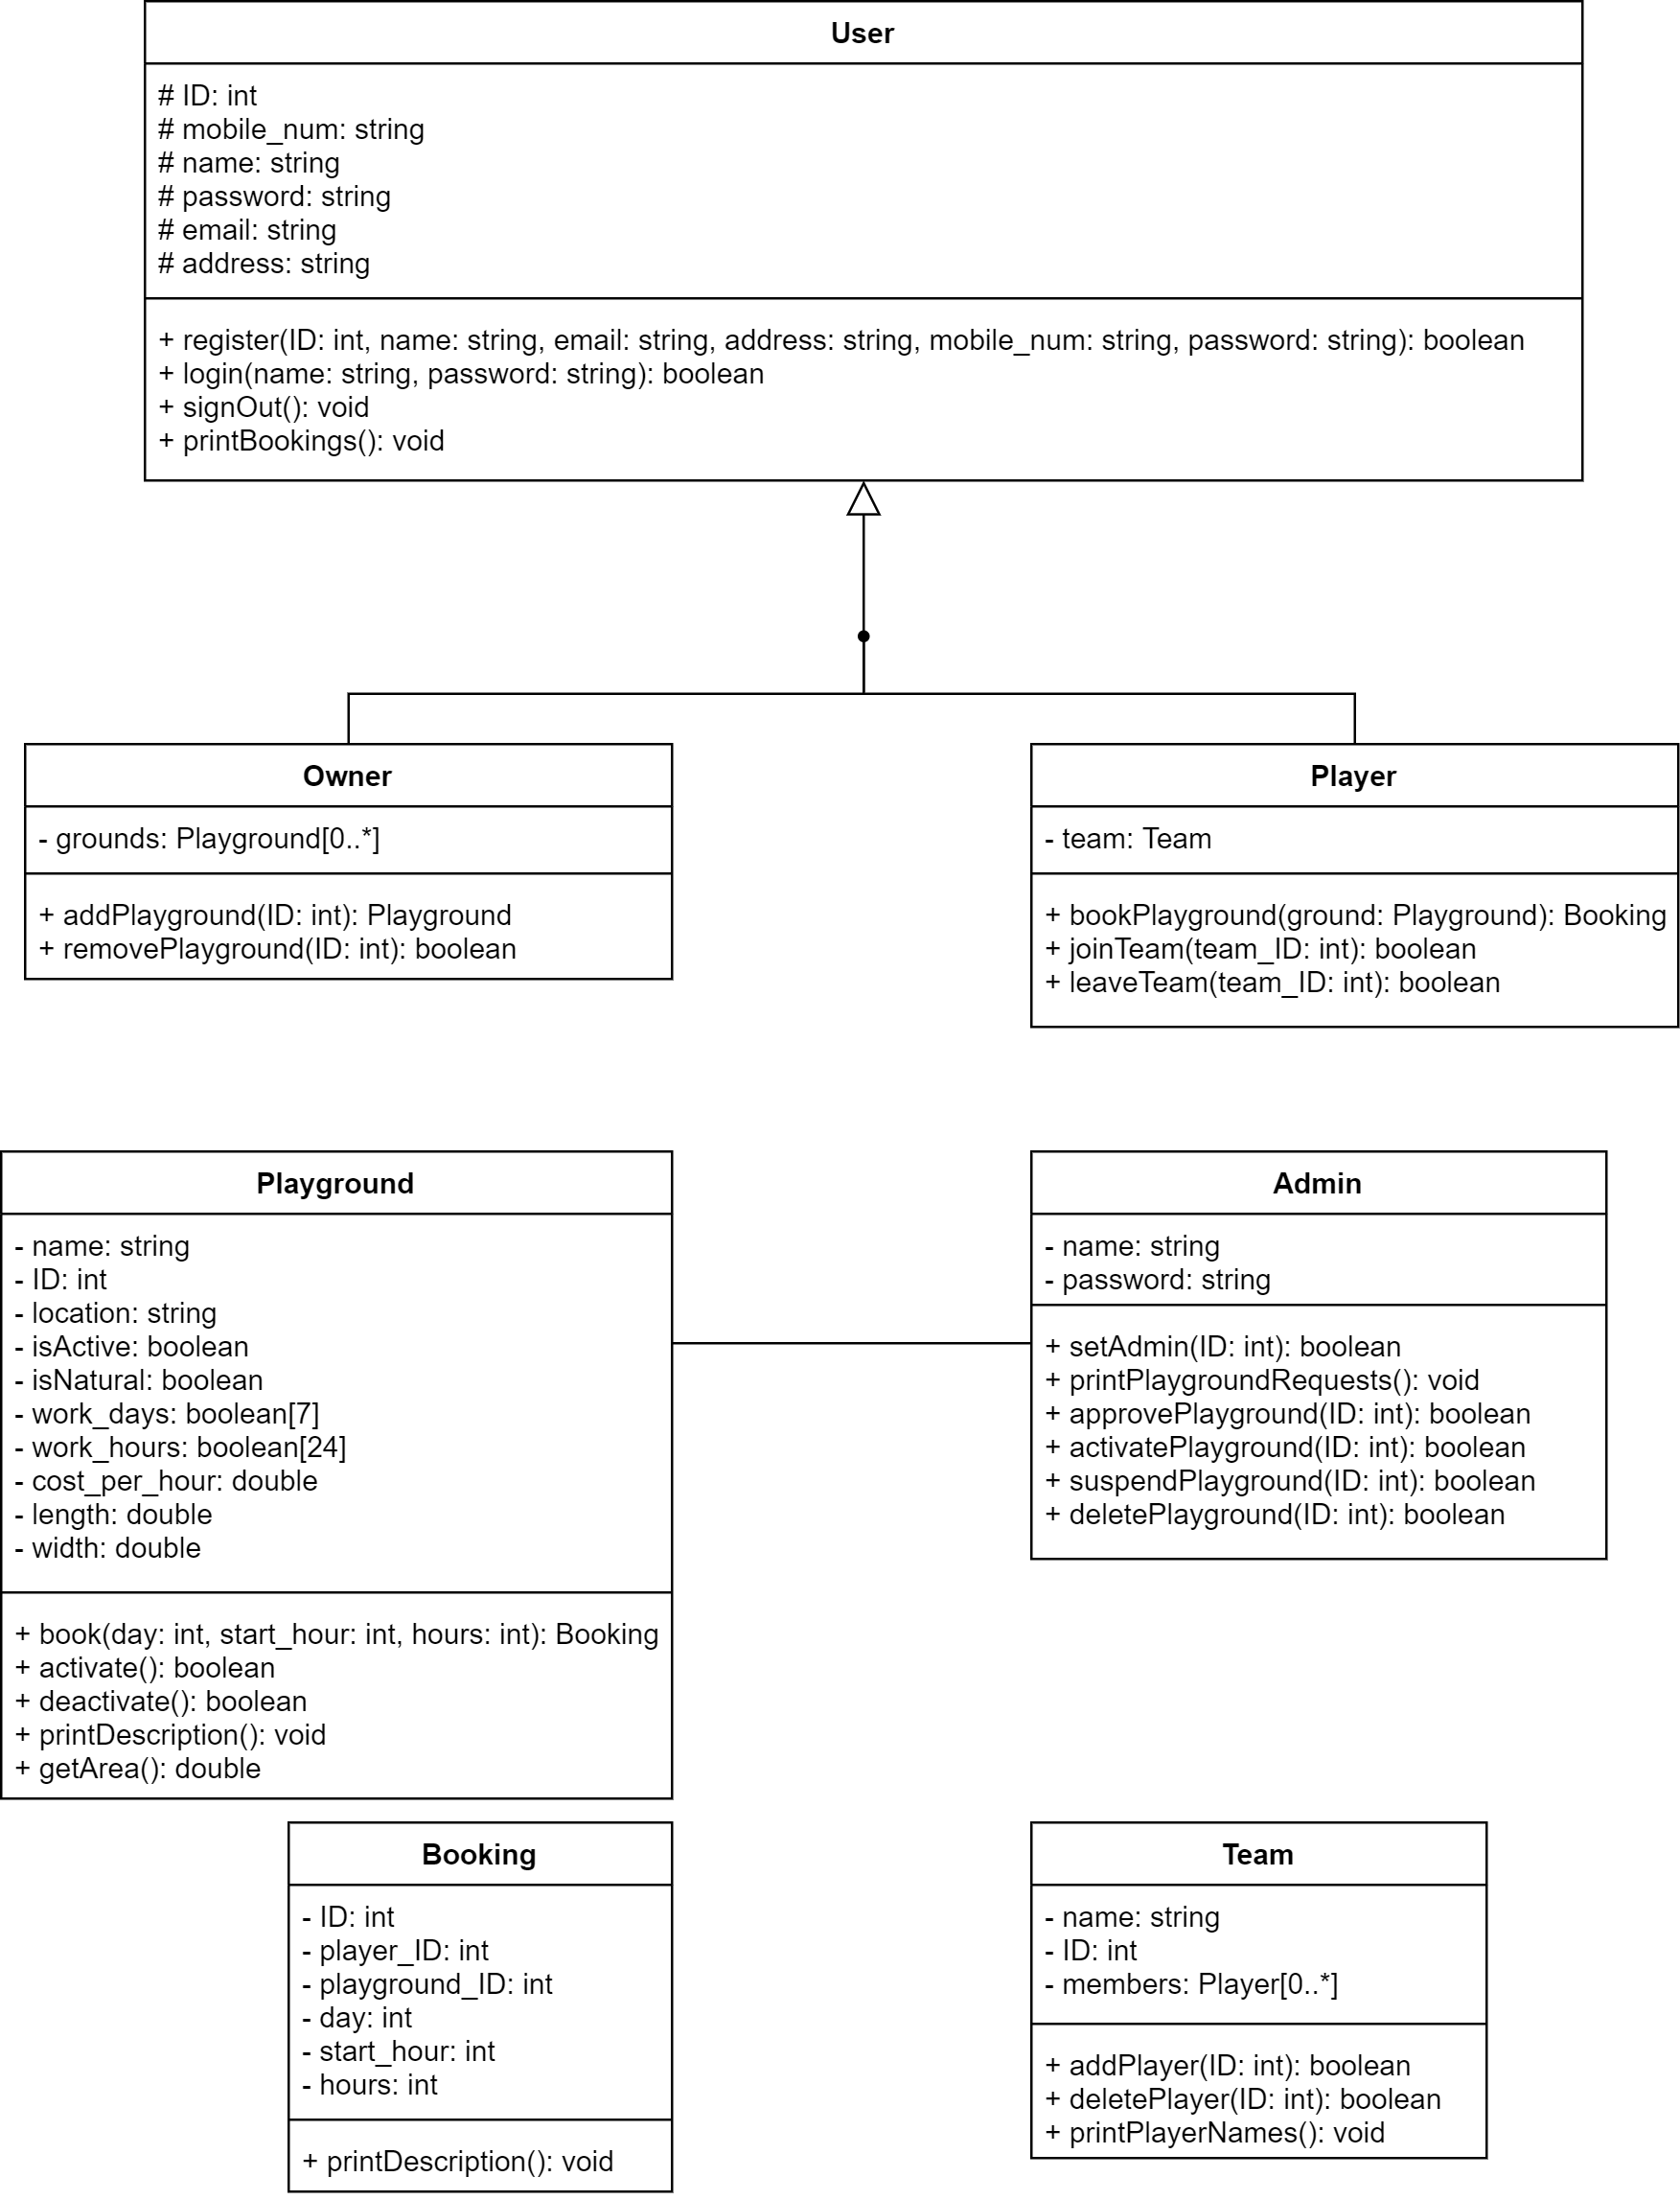 User
# ID: int
# mobile_num: string
# name: string
# password: string
# email: string
# address: string
+ register(ID: int, name: string, email: string, address: string, mobile_num: string, password: string): boolean
+ login(name: string, password: string): boolean
+ signOut(): void
+ printBookings(): void
Owner
- grounds: Playground[0..*]
+ addPlayground(ID: int): Playground
+ removePlayground(ID: int): boolean
Player
- team: Team
+ bookPlayground(ground: Playground): Booking
+ joinTeam(team_ID: int): boolean
+ leaveTeam(team_ID: int): boolean
Playground
- name: string
- ID: int
- location: string
- isActive: boolean
- isNatural: boolean
- work_days: boolean[7]
- work_hours: boolean[24]
- cost_per_hour: double
- length: double
- width: double
+ book(day: int, start_hour: int, hours: int): Booking
+ activate(): boolean
+ deactivate(): boolean
+ printDescription(): void
+ getArea(): double
Admin
- name: string
- password: string
+ setAdmin(ID: int): boolean
+ printPlaygroundRequests(): void
+ approvePlayground(ID: int): boolean
+ activatePlayground(ID: int): boolean
+ suspendPlayground(ID: int): boolean
+ deletePlayground(ID: int): boolean
Booking
- ID: int
- player_ID: int
- playground_ID: int
- day: int
- start_hour: int
- hours: int
+ printDescription(): void
Team
- name: string
- ID: int
- members: Player[0..*]
+ addPlayer(ID: int): boolean
+ deletePlayer(ID: int): boolean
+ printPlayerNames(): void